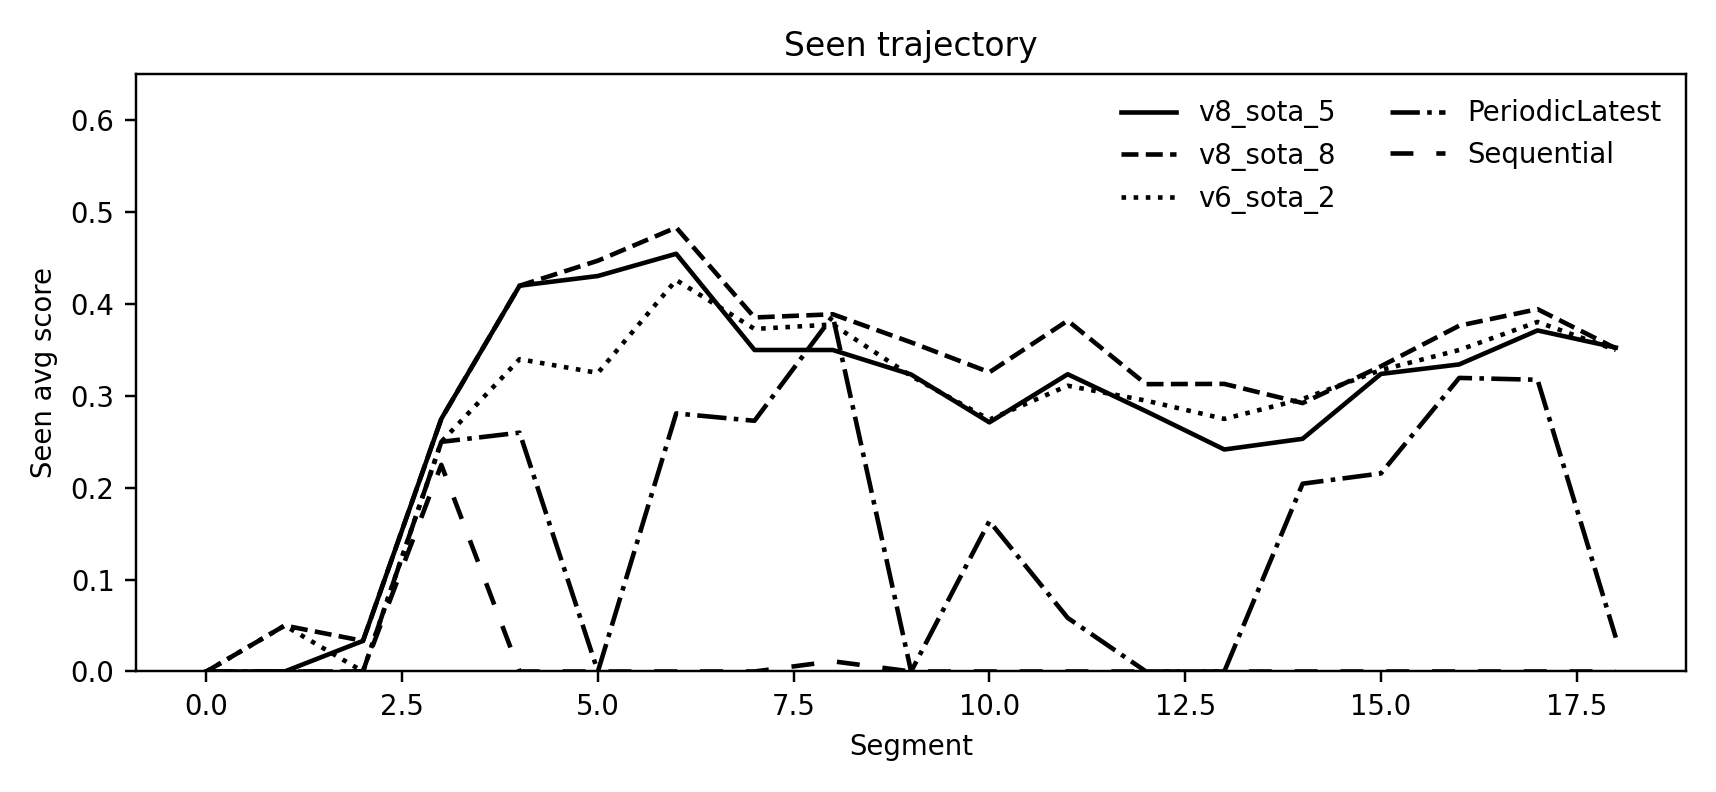 Seen trajectory
Seen avg score
0.6
0.5
0.4
0.3
0.2
0.1
0.0
v8_sota_5
v8_sota_8
v6_sota_2
PeriodicLatest
Sequential
0.0 2.5 5.0 7.5 10.0 12.5 15.0 17.5
Segment